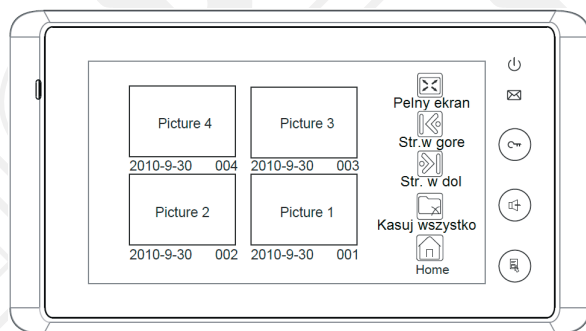 Picture 4
Picture 3
2010-9-30 004
2010-9-30 003
Picture 2
Picture 1
2010-9-30 002
2010-9-30 001
Pelny ekran
Str.w gore
Str. w dol
Kasuj wszystko
Home